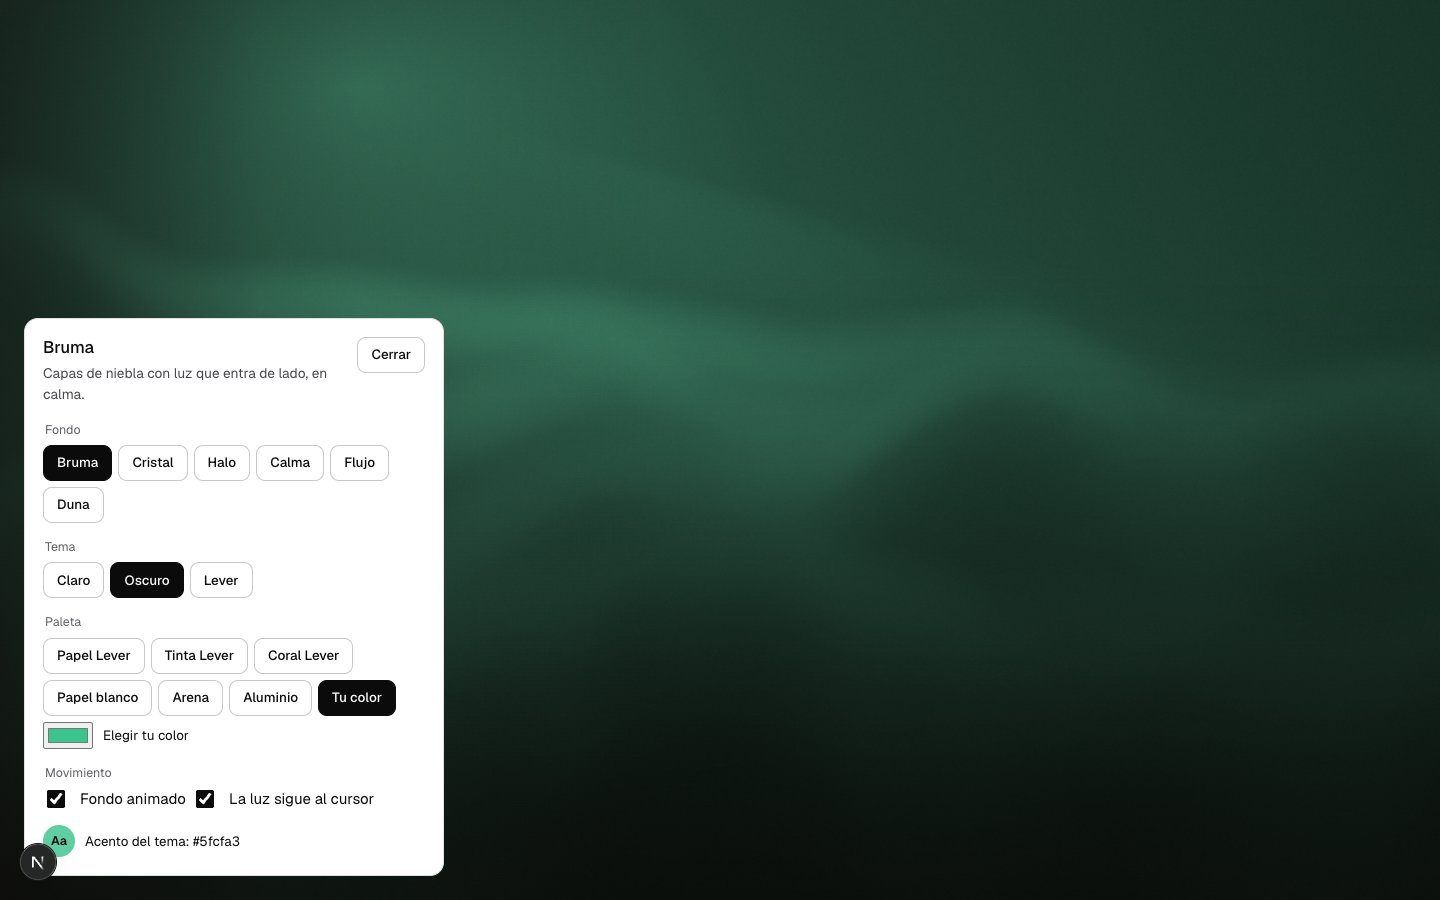 Bruma
Cerrar
Capas de niebla con luz que entra de lado, en
calma.
Fondo
Bruma Cristal Halo Calma Flujo
Duna
Tema
Claro Oscuro Lever
Paleta
Papel Lever Tinta Lever Coral Lever
Papel blanco Arena Aluminio Tu color
Elegir tu color
Movimiento
Fondo animado La luz sigue al cursor
Aa Acento del tema: #5fcfa3
N